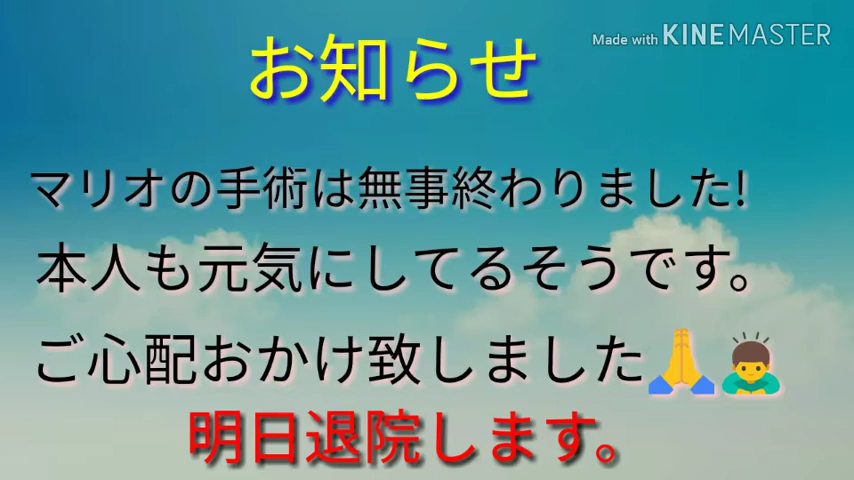 Made with KINEMASTER
お知らせ
マリオの手術は無事終わりました!
本人も元気にしてるそうです。
ご心配おかけ致しました🙏🙇
明日退院します。